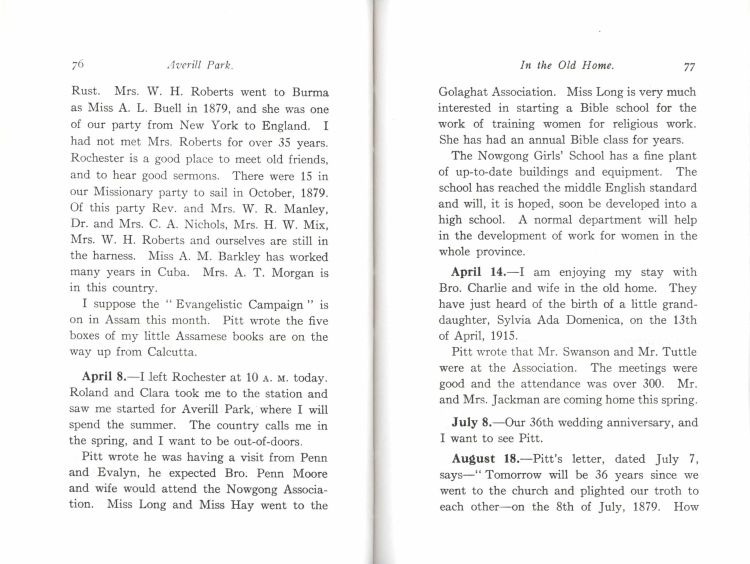 76 Averill Park.
Rust. Mrs. W. H. Roberts went to Burma
as Miss A. L. Buell in 1879, and she was one
of our party from New York to England. I
had not met Mrs. Roberts for over 35 years.
Rochester is a good place to meet old friends,
and to hear good sermons. There were 15 in
our Missionary party to sail in October, 1879.
Of this party Rev. and Mrs. W. R. Manley,
Dr. and Mrs. C. A. Nichols, Mrs. H. W. Mix,
Mrs. W. H. Roberts and ourselves are still in
the harness. Miss A. M. Barkley has worked
many years in Cuba. Mrs. A. T. Morgan is
in this country.
I suppose the “ Evangelistic Campaign ” is
on in Assam this month. Pitt wrote the five
boxes of my little Assamese books are on the
way up from Calcutta.
April 8.—I left Rochester at 10 A. M. today.
Roland and Clara took me to the station and
saw me started for Averill Park, where I will
spend the summer. The country calls me in
the spring, and I want to be out-of-doors.
Pitt wrote he was having a visit from Penn
and Evalyn, he expected Bro. Penn Moore
and wife would attend the Nowgong Associa-
tion. Miss Long and Miss Hay went to the
In the Old Home. 77
Golaghat Association. Miss Long is very much
interested in starting a Bible school for the
work of training women for religious work.
She has had an annual Bible class for years.
The Nowgong Girls' School has a fine plant
of up-to-date buildings and equipment. The
school has reached the middle English standard
and will, it is hoped, soon be developed into a
high school. A normal department will help
in the development of work for women in the
whole province.
April 14.—I am enjoying my stay with
Bro. Charlie and wife in the old home. They
have just heard of the birth of a little grand-
daughter, Sylvia Ada Domenica, on the 13th
of April, 1915.
Pitt wrote that Mr. Swanson and Mr. Tuttle
were at the Association. The meetings were
good and the attendance was over 300. Mr.
and Mrs. Jackman are coming home this spring.
July 8.—Our 36th wedding anniversary, and
I want to see Pitt.
August 18.—Pitt's letter, dated July 7,
says—“ Tomorrow will be 36 years since we
went to the church and plighted our troth to
each other—on the 8th of July, 1879. How